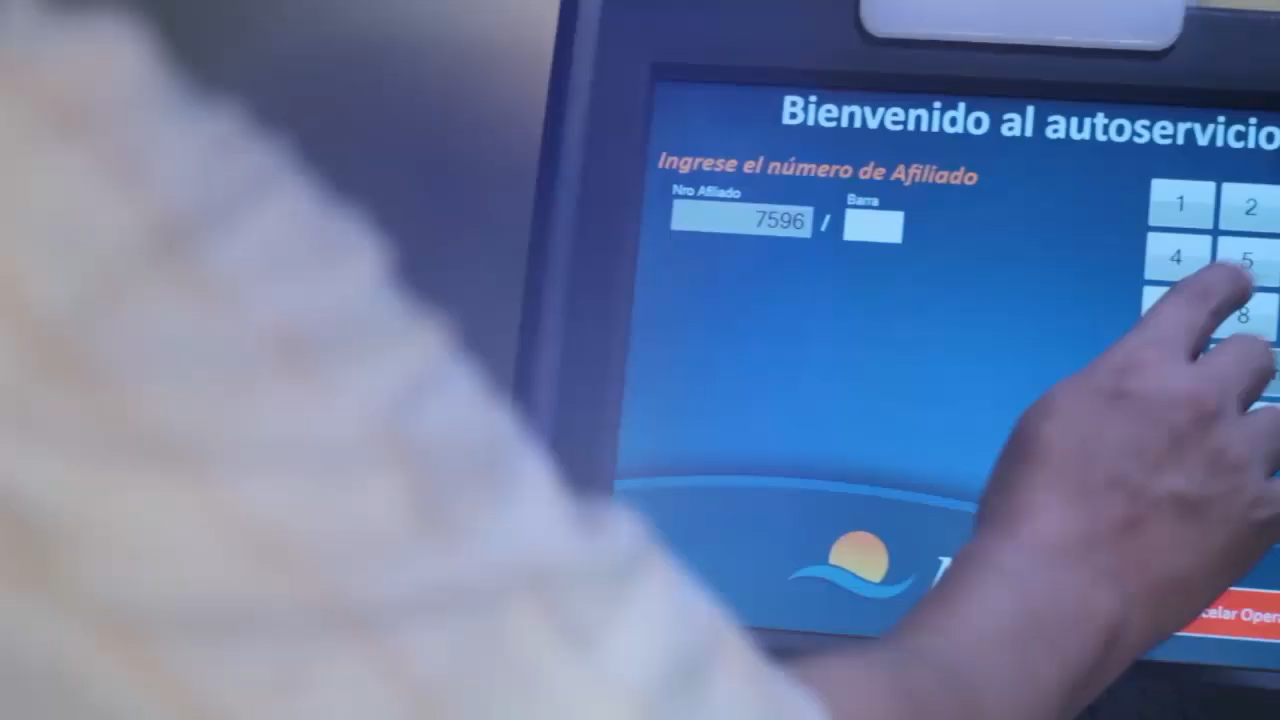 Bienvenido al autoservicio
Ingrese el número de Afiliado
Nro Afiliado
Barra
7596 /
1 2
4 5
8
celar Opera